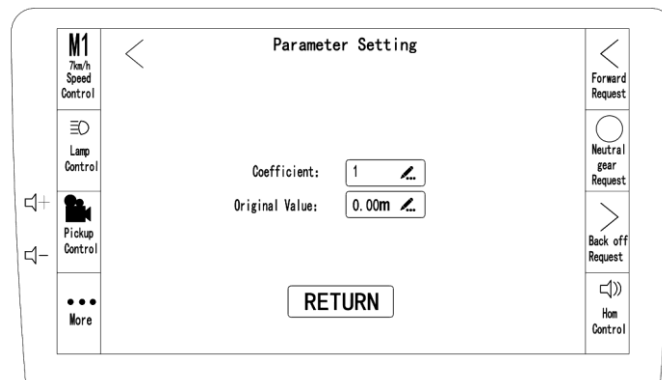 M1
7km/h
Speed
Control
Lamp
Control
Pickup
Control
More
Parameter Setting
Coefficient:
1
Original Value:
0.00m
RETURN
Forward
Request
Neutral
gear
Request
Back off
Request
Hom
Control